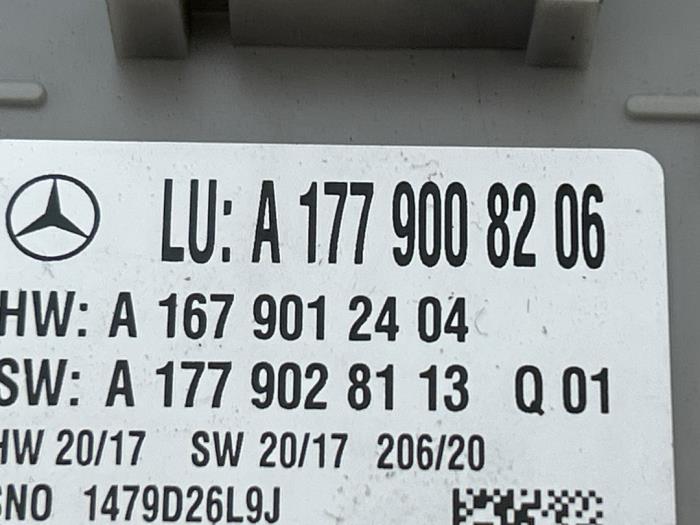 LU: A 177 900 82 06
HW: A 167 901 24 04
SW: A 177 902 81 13 Q 01
HW 20/17 SW 20/17 206/20
SNO 1479D26L9J